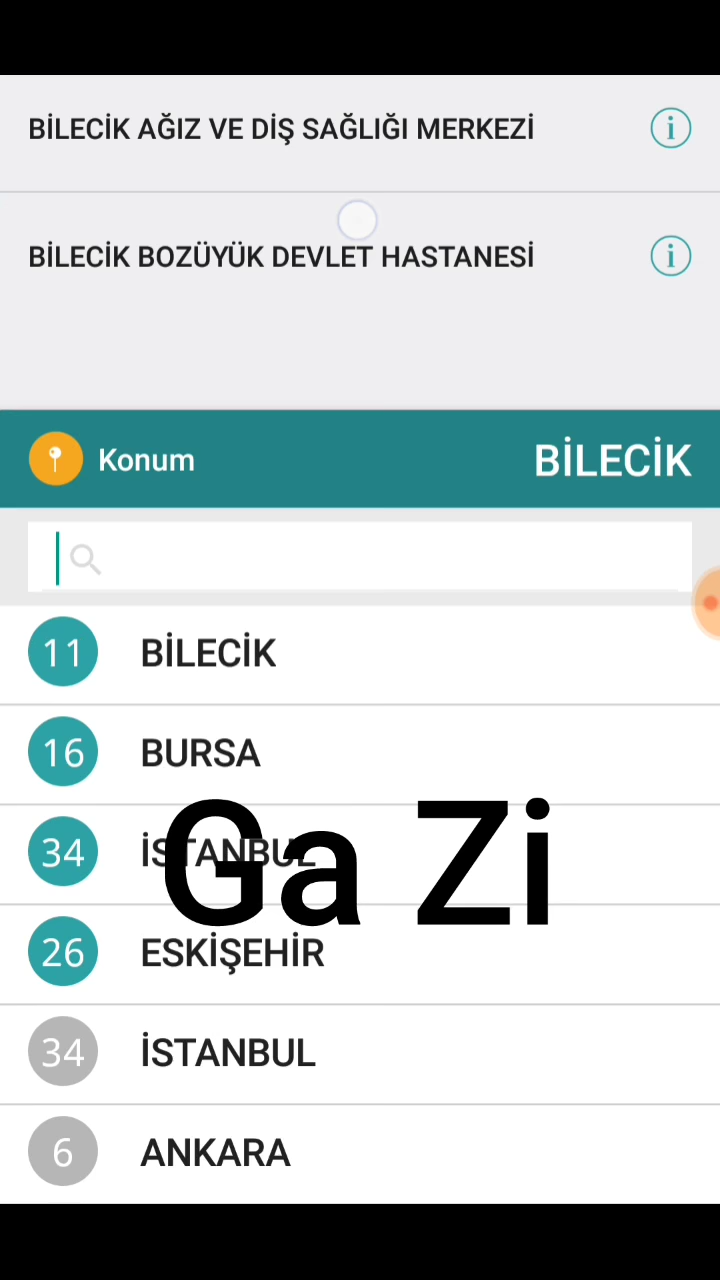 BİLECİK AĞIZ VE DİŞ SAĞLIĞI MERKEZİ
BİLECİK BOZÜYÜK DEVLET HASTANESİ
Konum BİLECİK
11 BİLECİK
16 BURSA
34 İSTANBUL
Ga Zi
26 ESKİŞEHİR
34 İSTANBUL
6 ANKARA